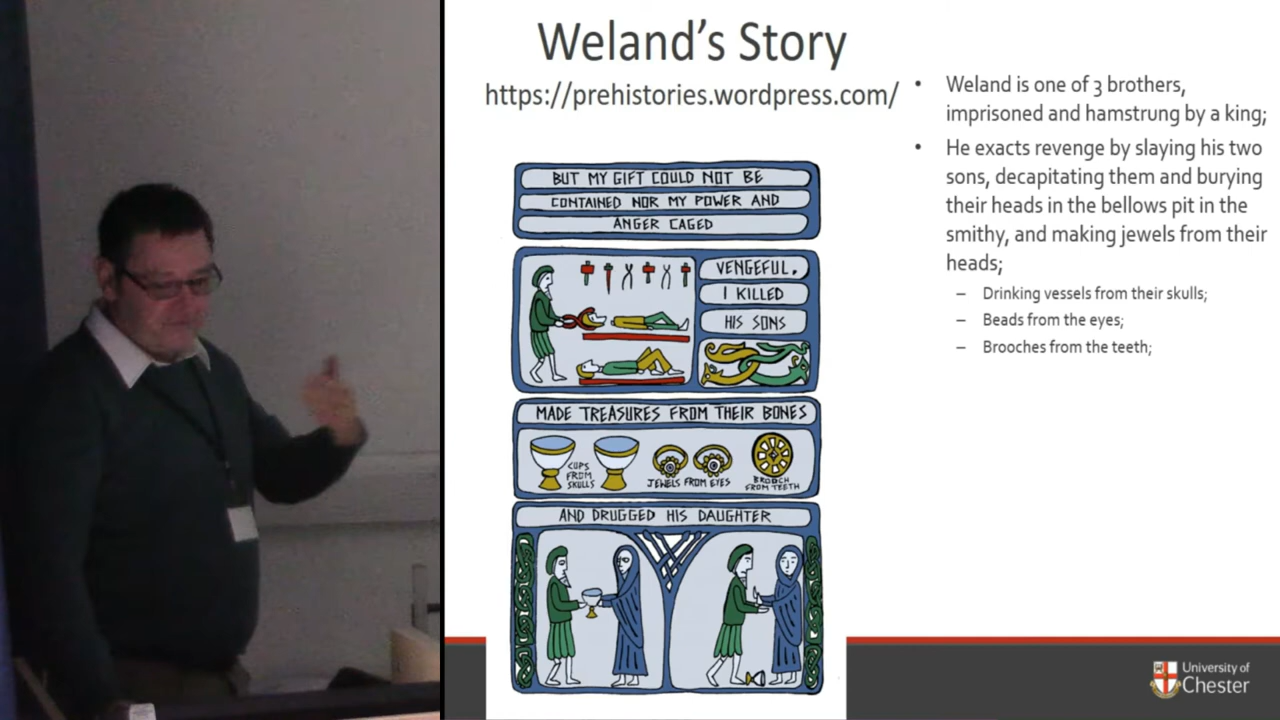 Weland's Story
https://prehistories.wordpress.com/
BUT MY GIFT COULD NOT BE
CONTAINED NOR MY POWER AND
ANGER CAGED
VENGEFUL,
I KILLED
HIS SONS
MADE TREASURES FROM THEIR BONES
CUPS
FROM
SKULLS
JEWELS FROM EYES
BROOCH
FROM TEETH
AND DRUGGED HIS DAUGHTER
• Weland is one of 3 brothers,
imprisoned and hamstrung by a king;
• He exacts revenge by slaying his two
sons, decapitating them and burying
their heads in the bellows pit in the
smithy, and making jewels from their
heads;
– Drinking vessels from their skulls;
– Beads from the eyes;
– Brooches from the teeth;
University of
Chester